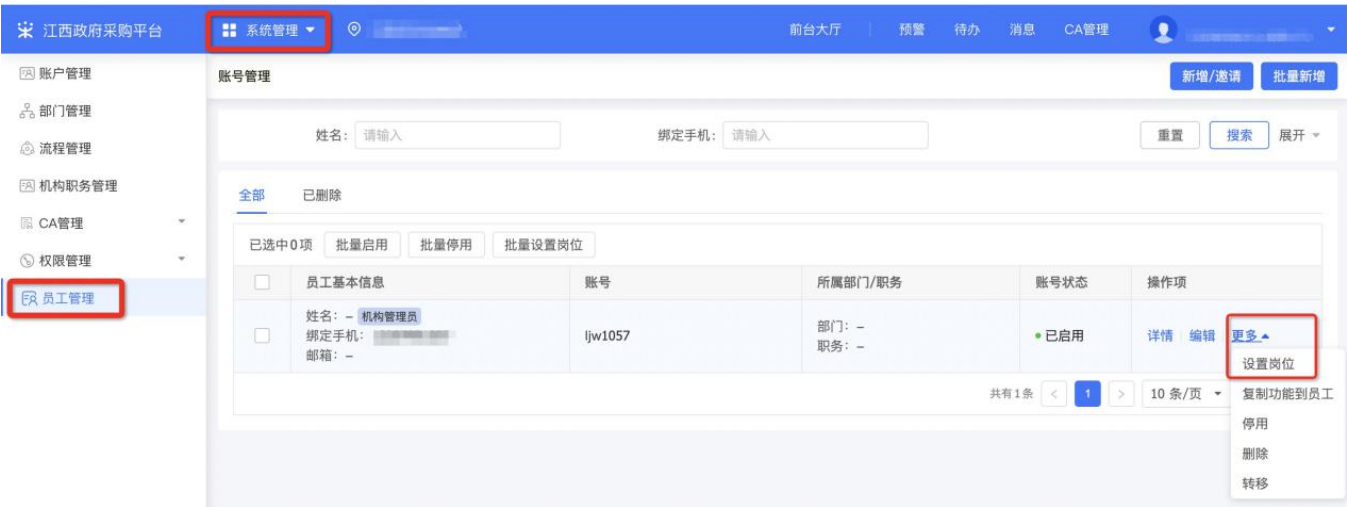 江西政府采购平台 系统管理 前台大厅 预警 待办 消息 CA管理
账户管理
部门管理
流程管理
机构职务管理
CA管理
权限管理
员工管理
账号管理 新增/邀请 批量新增
姓名: 请输入 绑定手机: 请输入 重置 搜索 展开
全部 已删除
已选中0项 批量启用 批量停用 批量设置岗位
员工基本信息 账号 所属部门/职务 账号状态 操作项
姓名: – 机构管理员
绑定手机:
邮箱: –
ljw1057
部门: –
职务: –
已启用
详情 编辑 更多
设置岗位
复制功能到员工
停用
删除
转移
共有1条 < 1 > 10 条/页